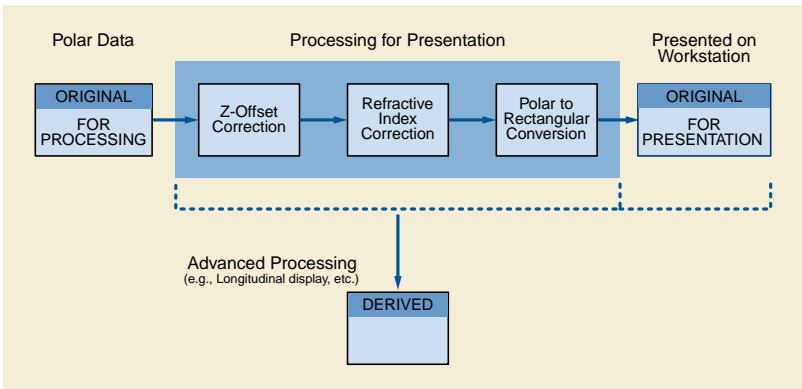 Polar Data
Processing for Presentation
Presented on
Workstation
ORIGINAL
FOR
PROCESSING
Z-Offset
Correction
Refractive
Index
Correction
Polar to
Rectangular
Conversion
ORIGINAL
FOR
PRESENTATION
Advanced Processing
(e.g., Longitudinal display, etc.)
DERIVED